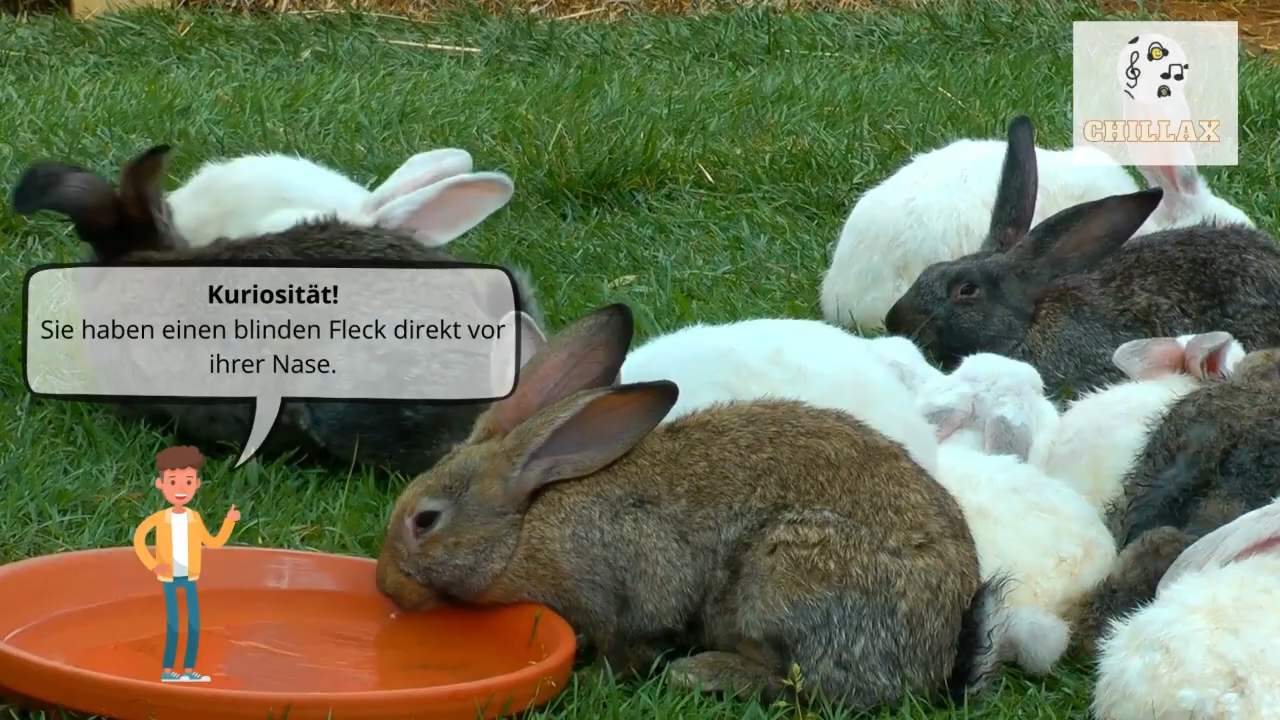 CHILLAX
Kuriosität!
Sie haben einen blinden Fleck direkt vor
ihrer Nase.